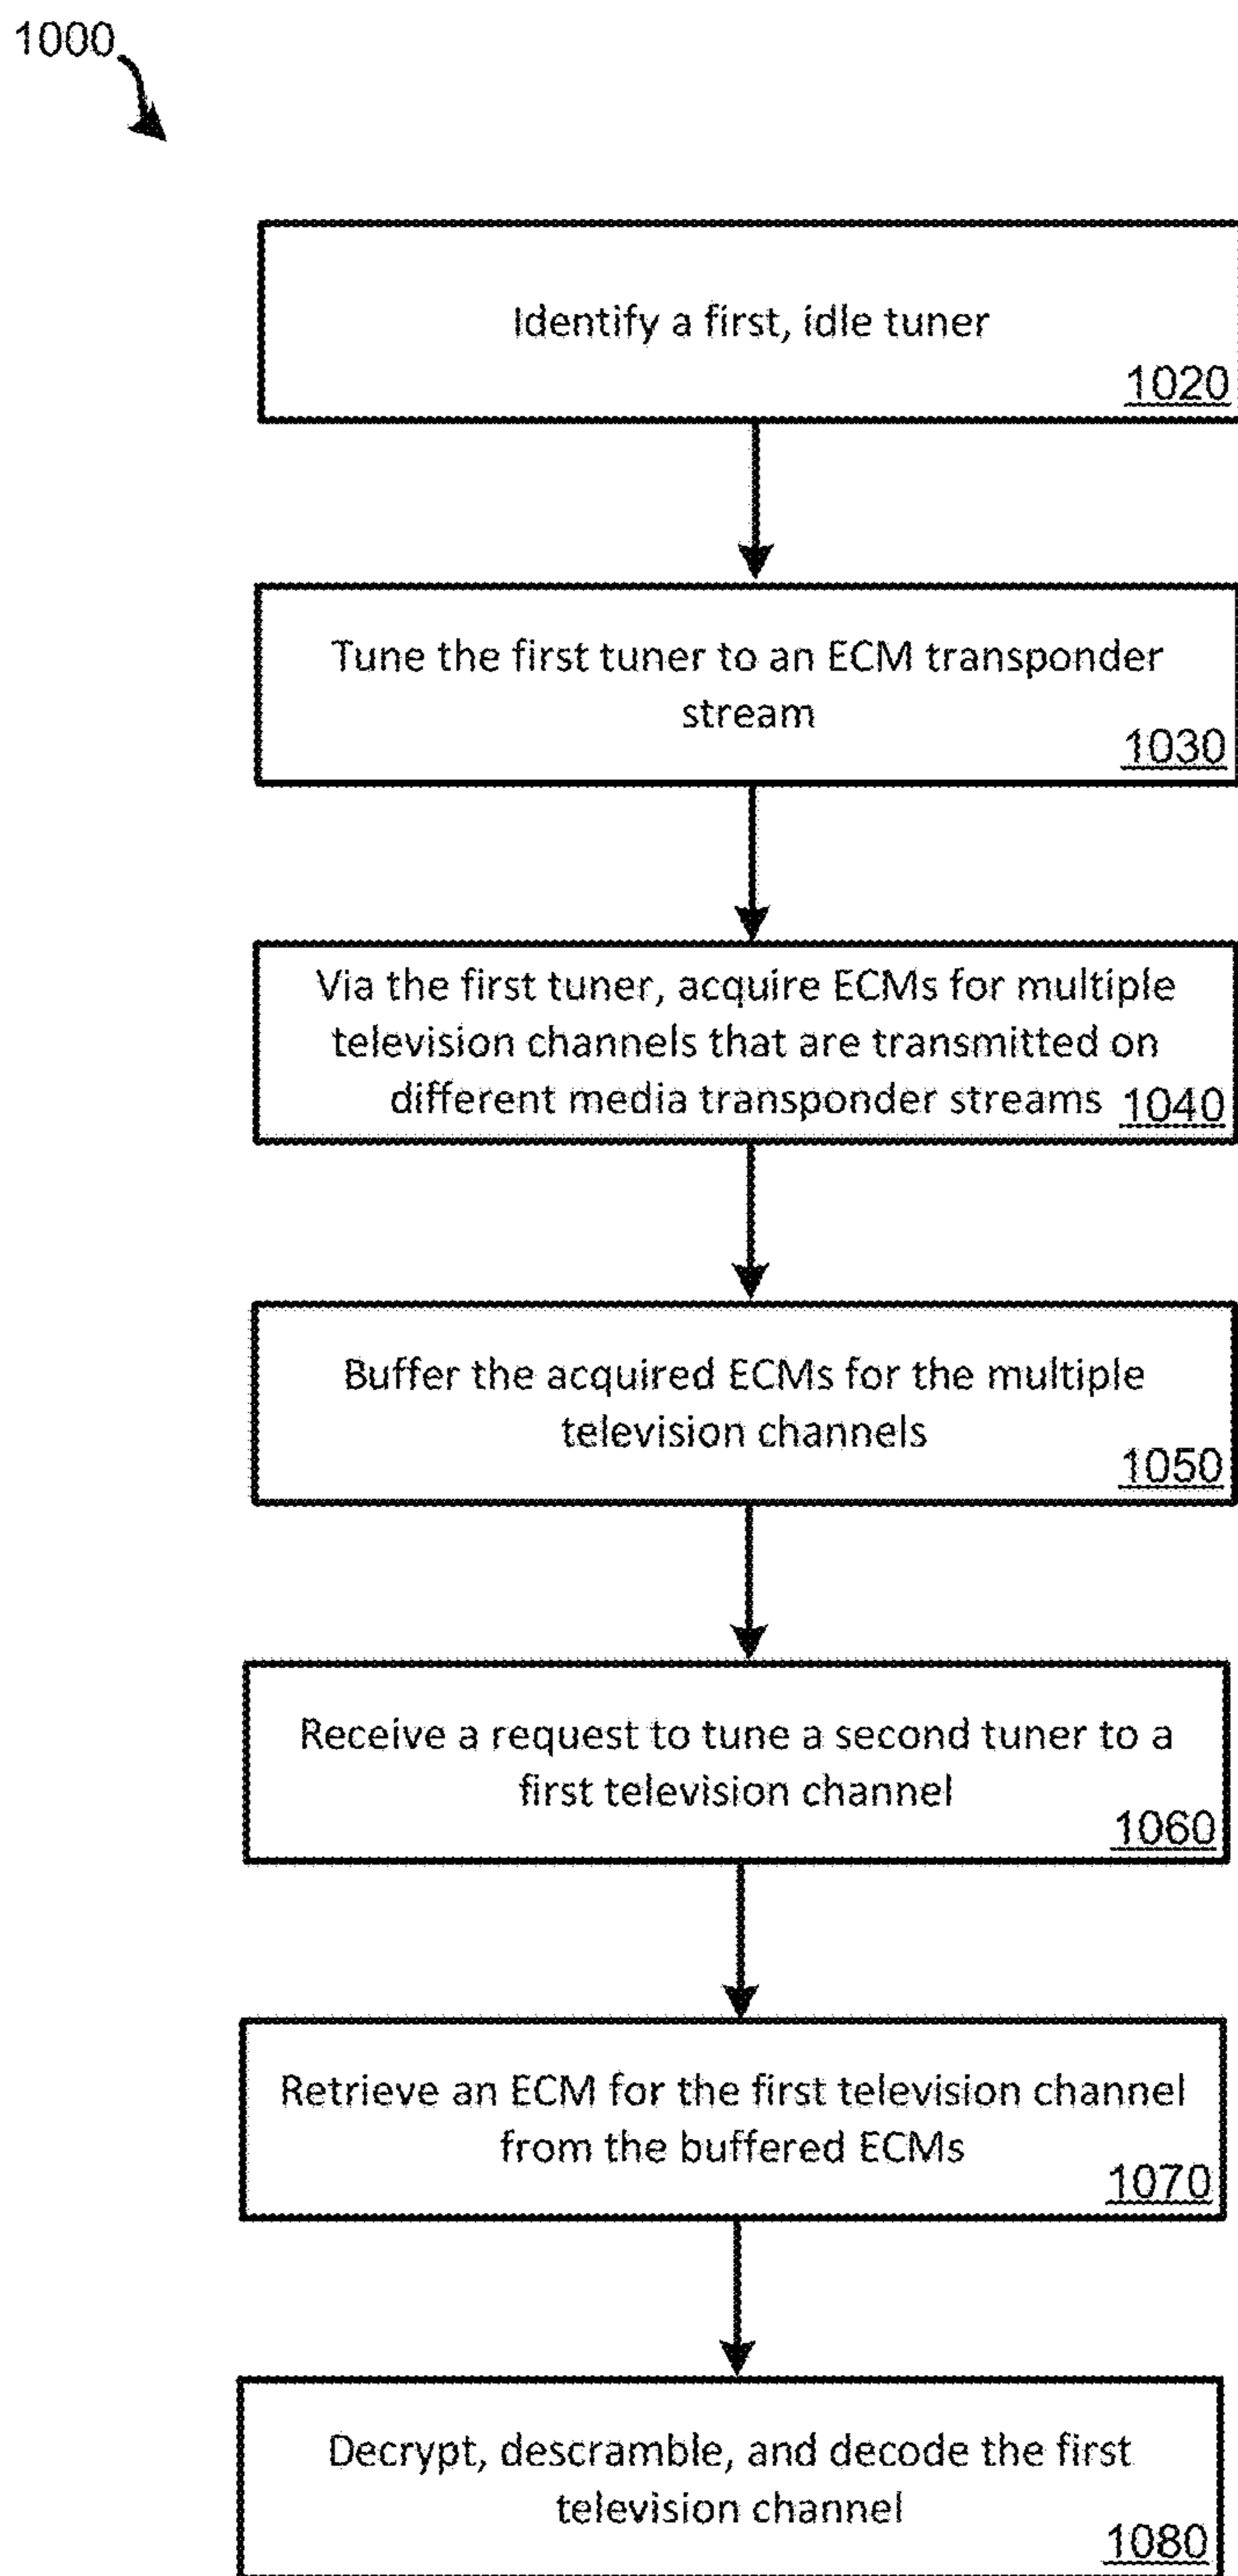 1000
Identify a first, idle tuner
1020
Tune the first tuner to an ECM transponder
stream
1030
Via the first tuner, acquire ECMs for multiple
television channels that are transmitted on
different media transponder streams 1040
Buffer the acquired ECMs for the multiple
television channels
1050
Receive a request to tune a second tuner to a
first television channel
1060
Retrieve an ECM for the first television channel
from the buffered ECMs
1070
Decrypt, descramble, and decode the first
television channel
1080